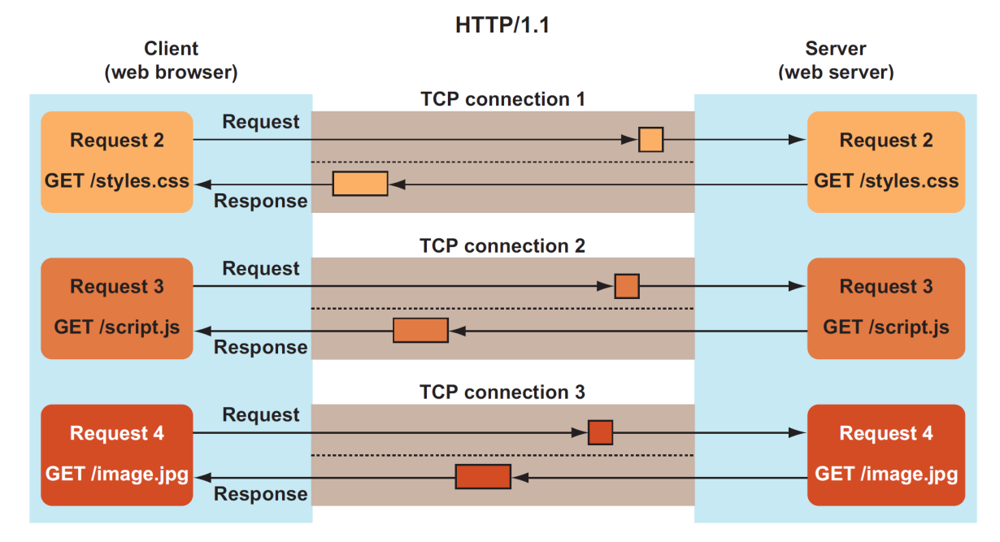 HTTP/1.1
Client
(web browser)
Server
(web server)
TCP connection 1
Request 2
GET /styles.css
Request
Response
Request 2
GET /styles.css
TCP connection 2
Request 3
GET /script.js
Request
Response
Request 3
GET /script.js
TCP connection 3
Request 4
GET /image.jpg
Request
Response
Request 4
GET /image.jpg